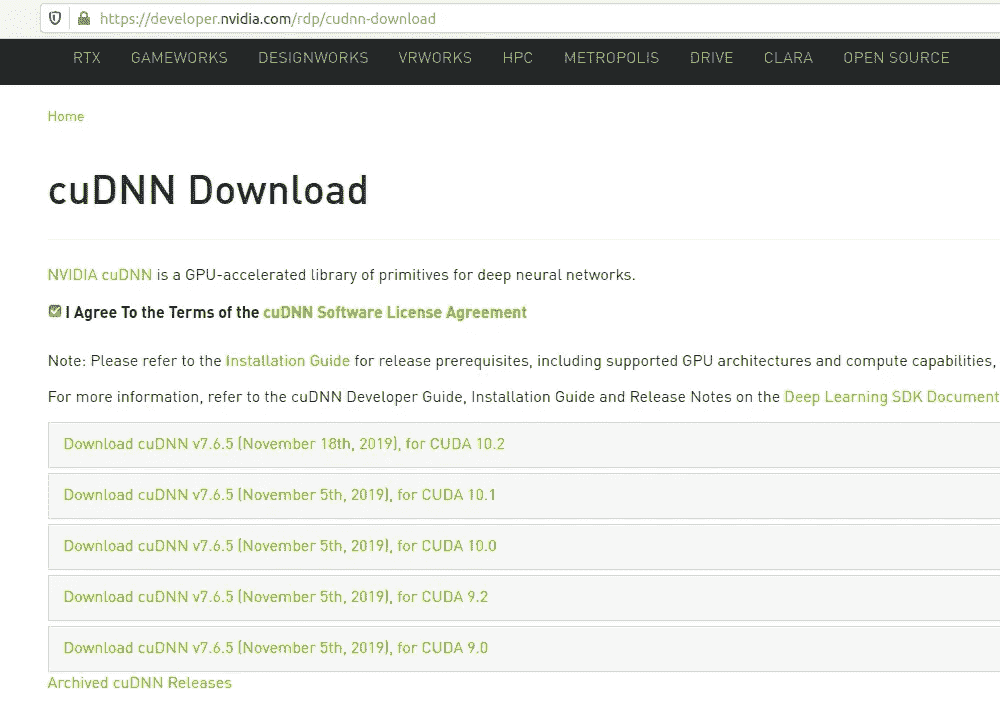 https://developer.nvidia.com/rdp/cudnn-download
RTX GAMEWORKS DESIGNWORKS VRWORKS HPC METROPOLIS DRIVE CLARA OPEN SOURCE
Home
cuDNN Download
NVIDIA cuDNN is a GPU-accelerated library of primitives for deep neural networks.
I Agree To the Terms of the cuDNN Software License Agreement
Note: Please refer to the Installation Guide for release prerequisites, including supported GPU architectures and compute capabilities,
For more information, refer to the cuDNN Developer Guide, Installation Guide and Release Notes on the Deep Learning SDK Document
Download cuDNN v7.6.5 (November 18th, 2019), for CUDA 10.2
Download cuDNN v7.6.5 (November 5th, 2019), for CUDA 10.1
Download cuDNN v7.6.5 (November 5th, 2019), for CUDA 10.0
Download cuDNN v7.6.5 (November 5th, 2019), for CUDA 9.2
Download cuDNN v7.6.5 (November 5th, 2019), for CUDA 9.0
Archived cuDNN Releases